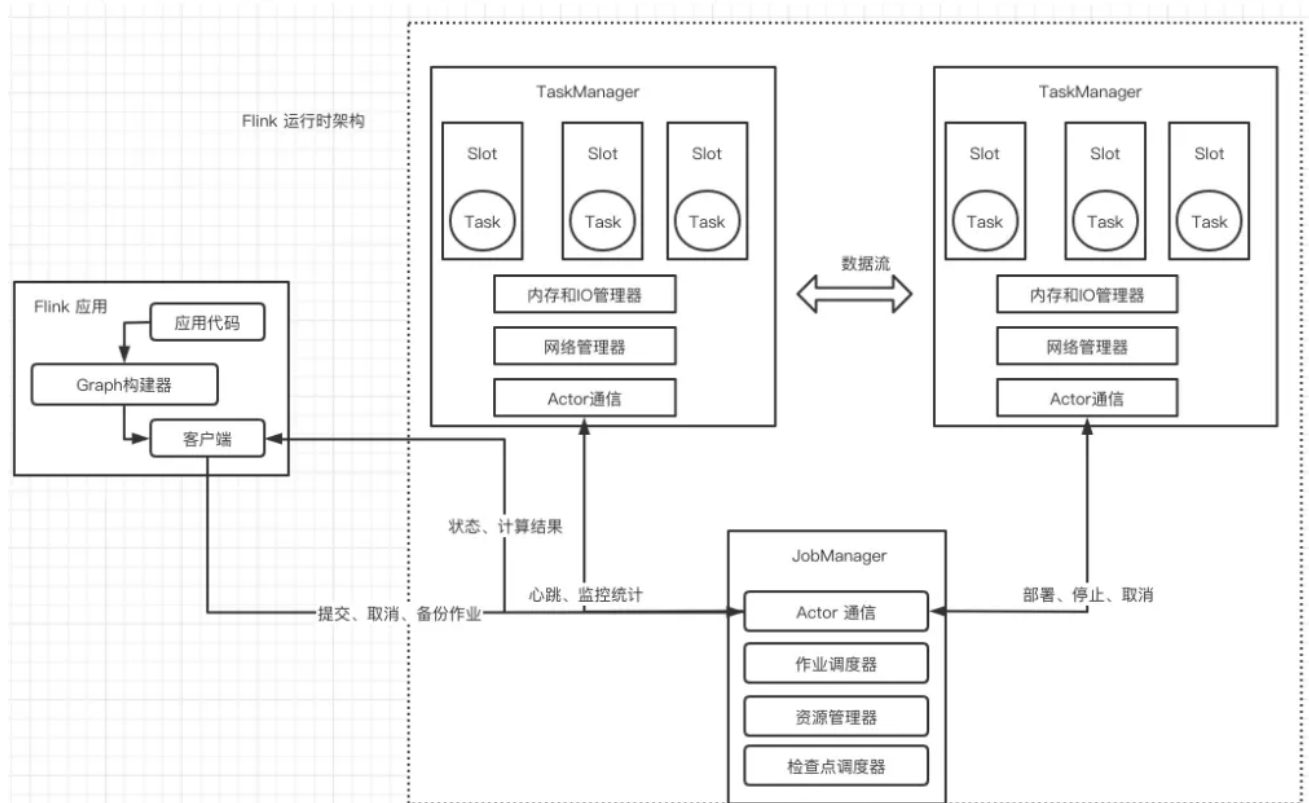 Flink 运行时架构
Flink 应用
应用代码
Graph构建器
客户端
TaskManager
Slot
Slot
Slot
Task
Task
Task
内存和IO管理器
网络管理器
Actor通信
数据流
TaskManager
Slot
Slot
Slot
Task
Task
Task
内存和IO管理器
网络管理器
Actor通信
状态、计算结果
心跳、监控统计
提交、取消、备份作业
部署、停止、取消
JobManager
Actor 通信
作业调度器
资源管理器
检查点调度器